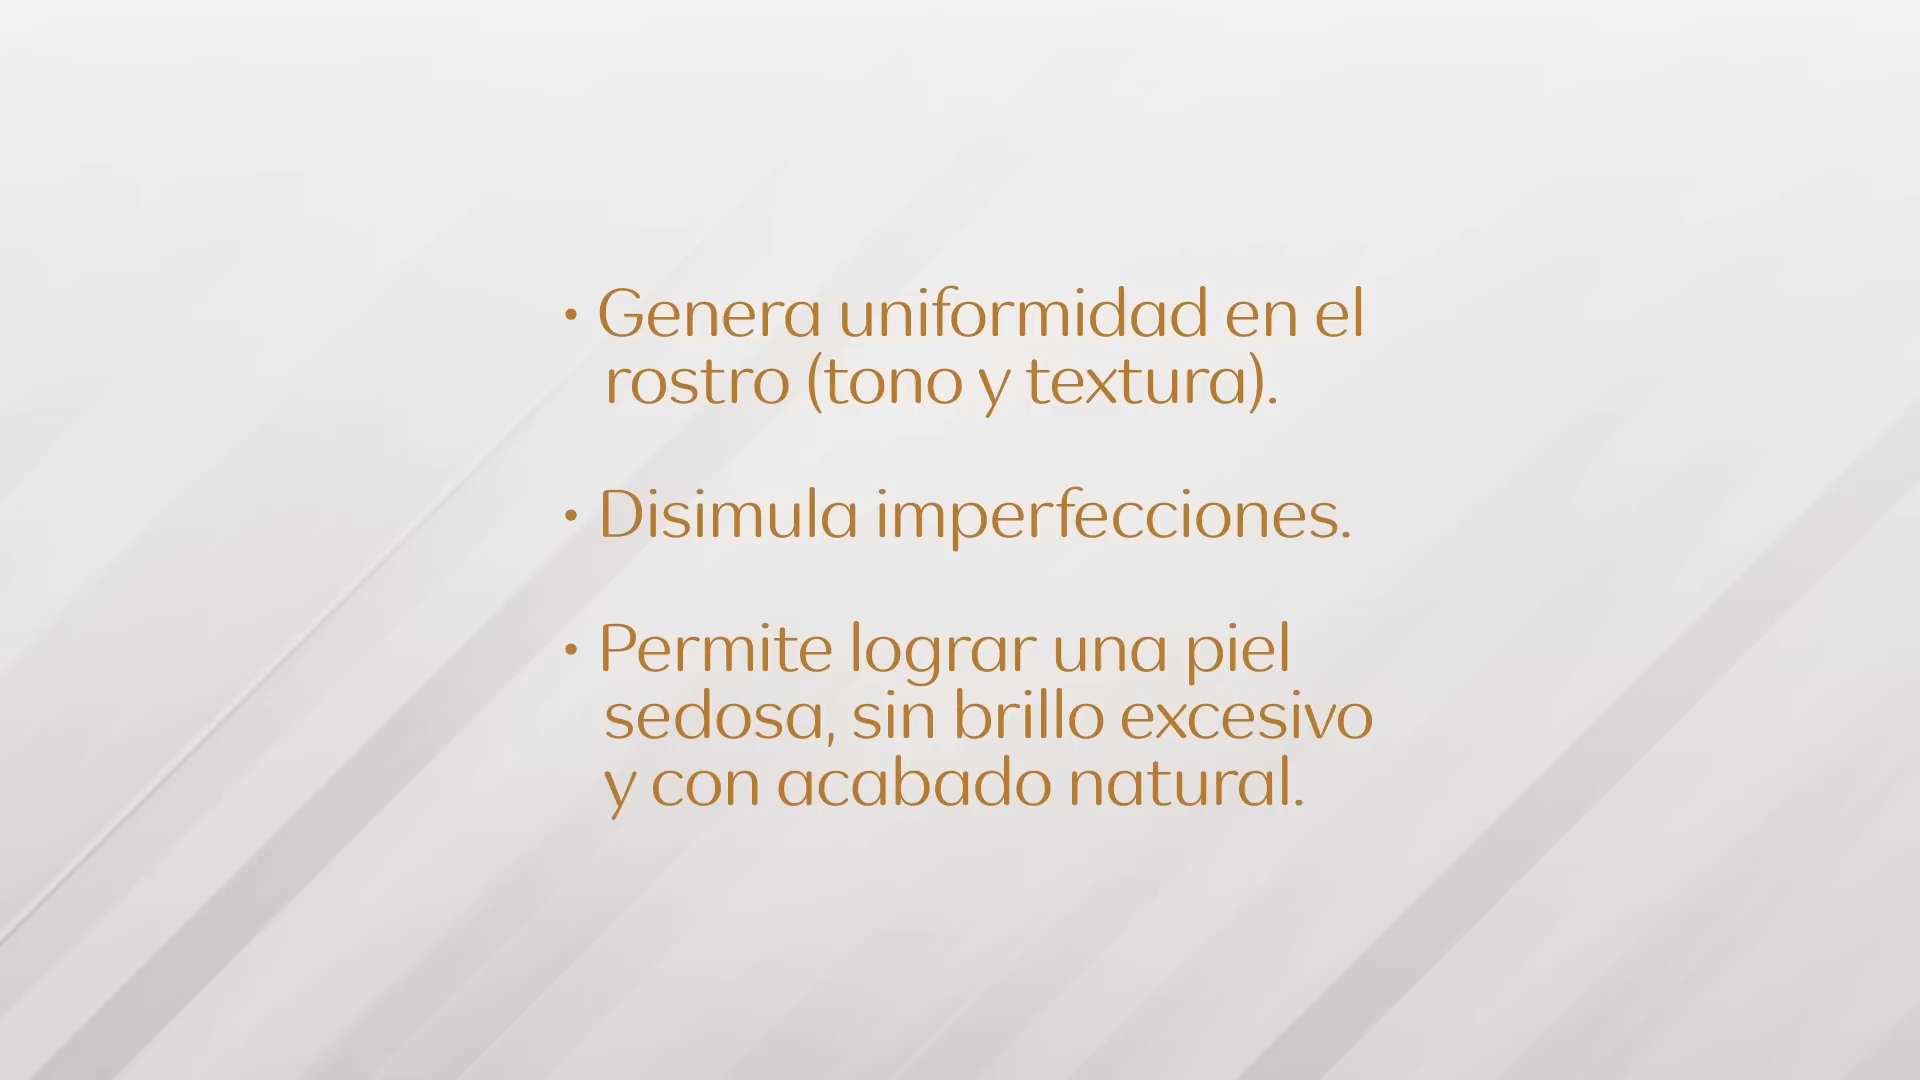 • Genera uniformidad en el
rostro (tono y textura).
• Disimula imperfecciones.
• Permite lograr una piel
sedosa, sin brillo excesivo
y con acabado natural.